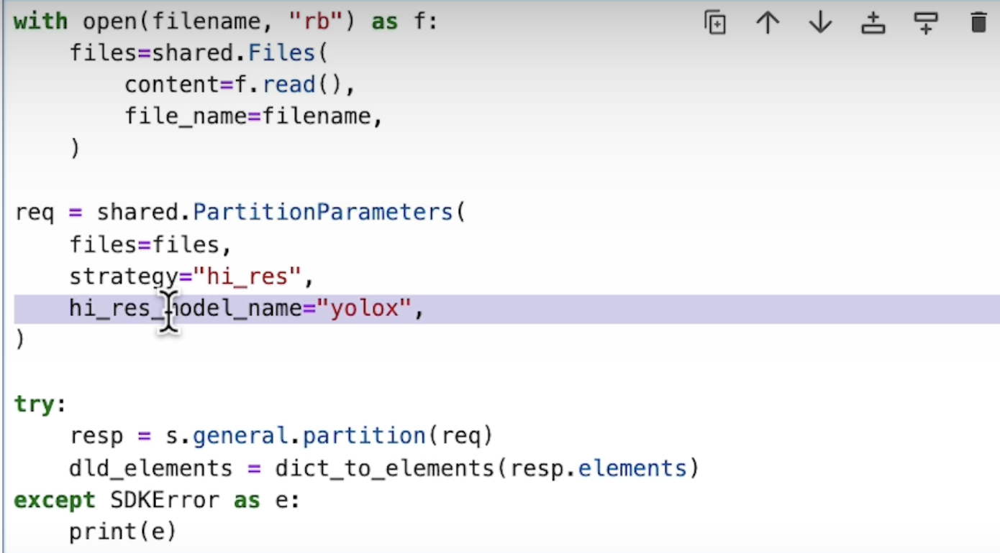 with open(filename, "rb") as f:
    files=shared.Files(
        content=f.read(),
        file_name=filename,
    )
req = shared.PartitionParameters(
    files=files,
    strategy="hi_res",
    hi_res_model_name="yolox",
)
try:
    resp = s.general.partition(req)
    dld_elements = dict_to_elements(resp.elements)
except SDKError as e:
    print(e)